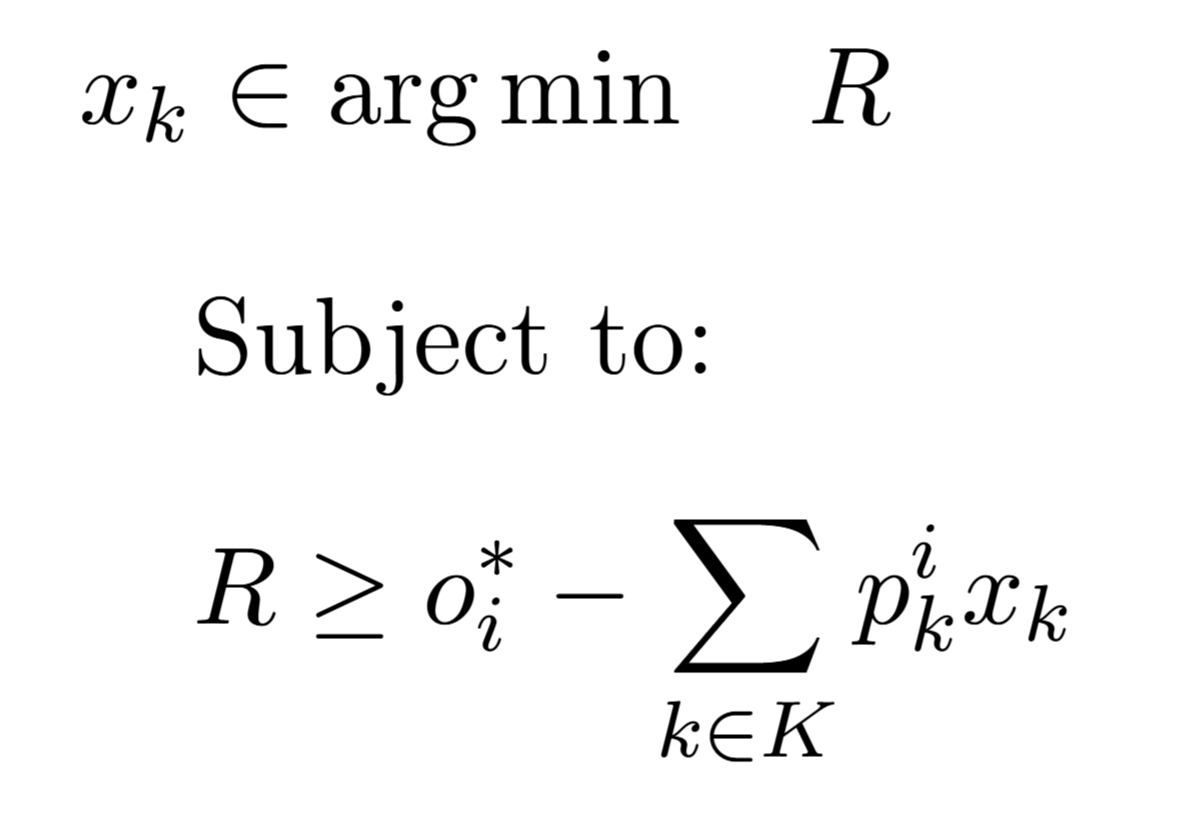 x_k ∈ arg min R
Subject to:
R ≥ o_i^* − ∑_{k∈K} p_k^i x_k